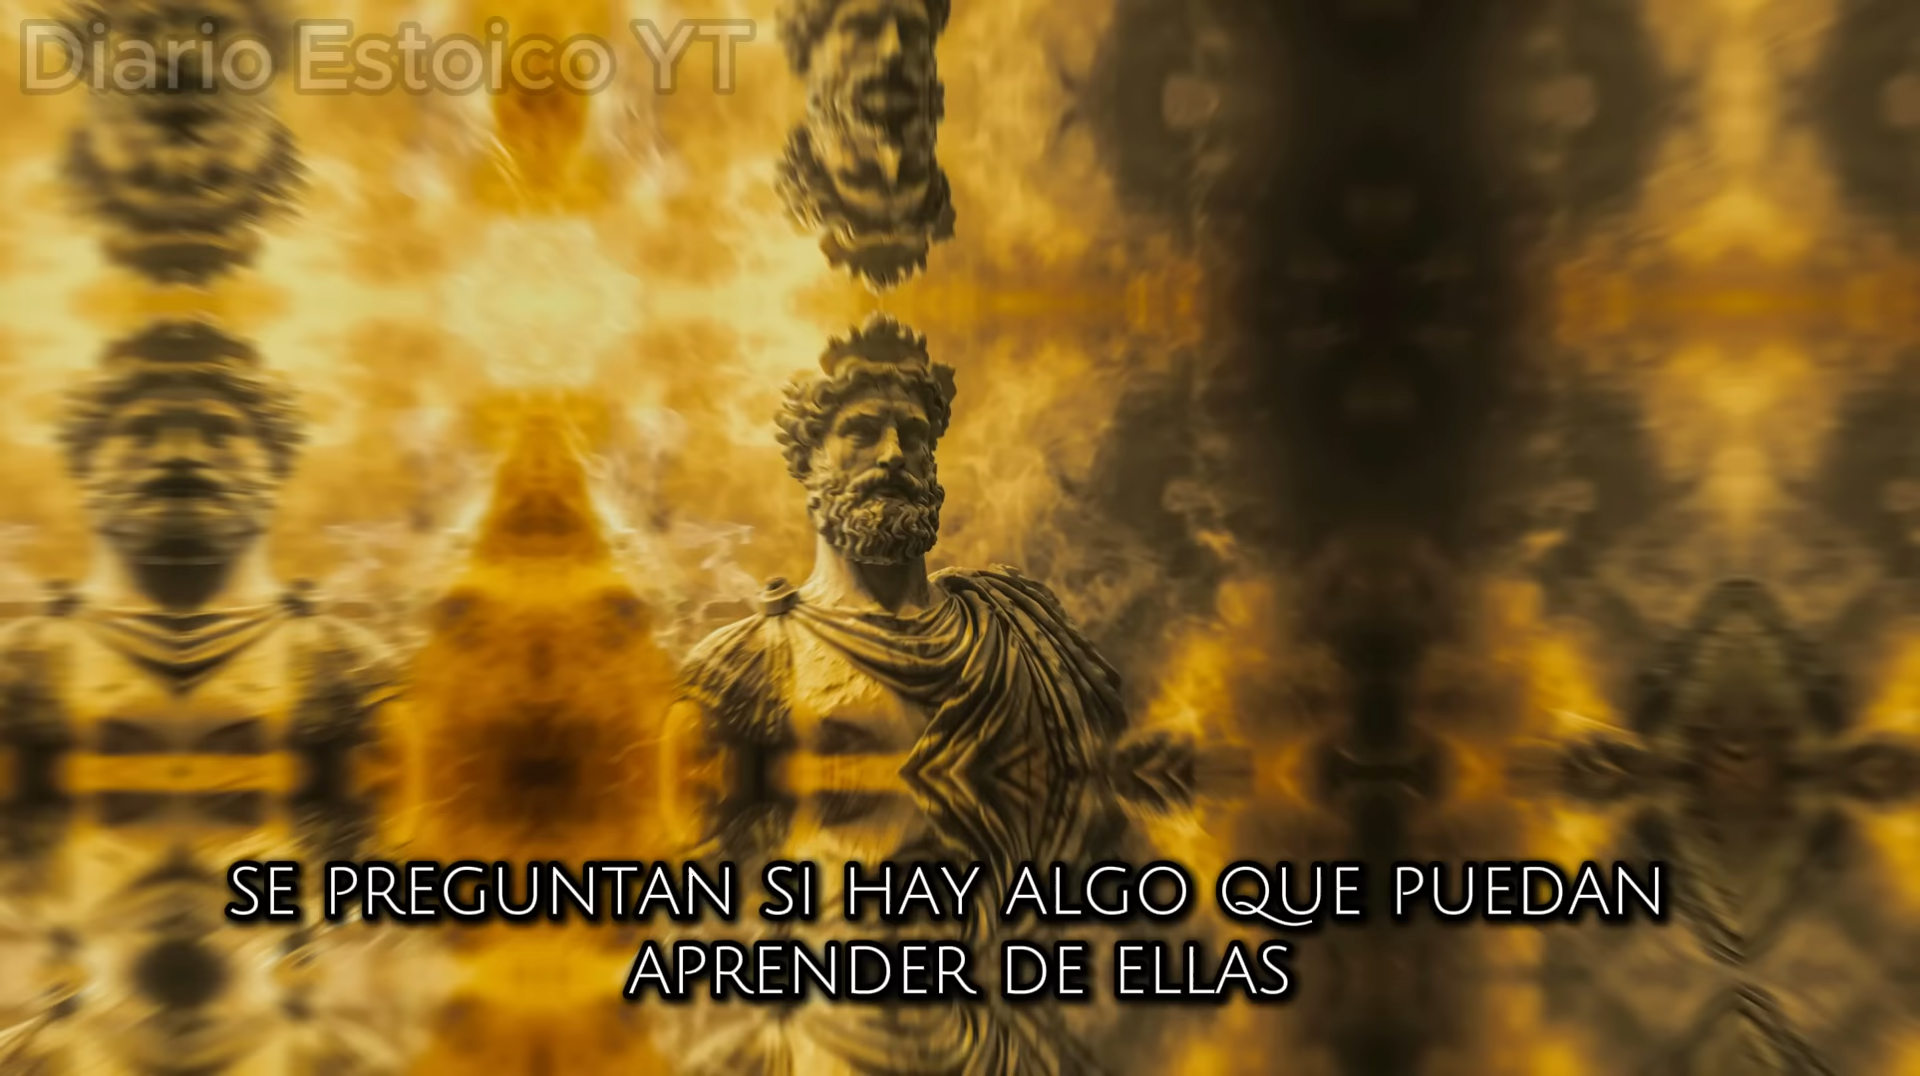 Diario Estoico YT
SE PREGUNTAN SI HAY ALGO QUE PUEDAN
APRENDER DE ELLAS